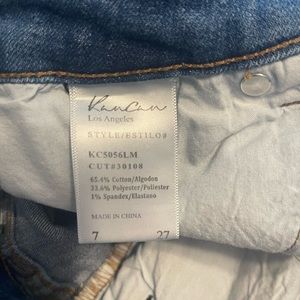 KanCan
Los Angeles
STYLE/ESTILO#
KC5056LM
CUT#30108
65.4% Cotton/Algodon
33.6% Polyester/Poliester
1% Spandex/Elastano
MADE IN CHINA
7 27